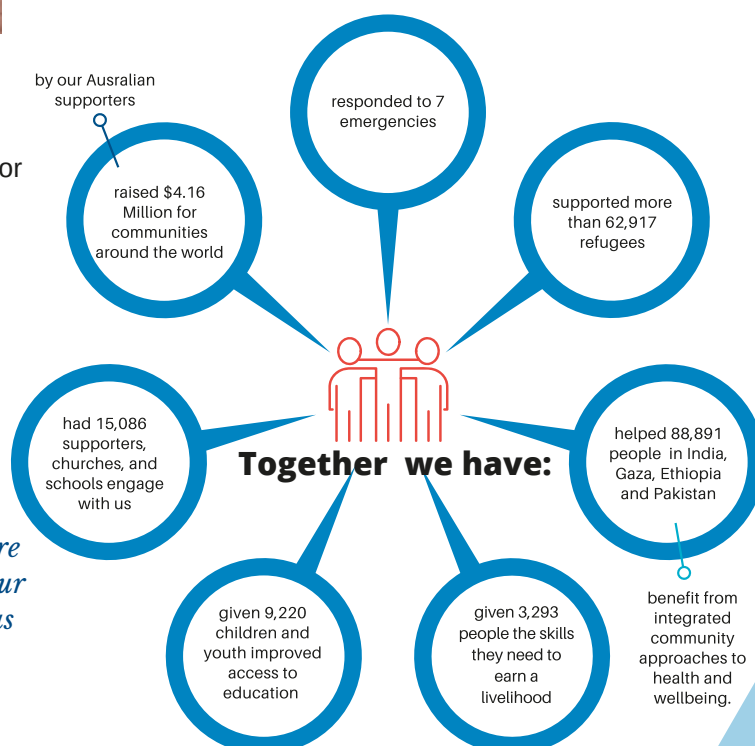 by our Ausralian
supporters
or
raised $4.16
Million for
communities
around the world
responded to 7
emergencies
supported more
than 62,917
refugees
had 15,086
supporters,
churches, and
schools engage
with us
Together we have:
helped 88,891
people in India,
Gaza, Ethiopia
and Pakistan
benefit from
integrated
community
approaches to
health and
wellbeing.
given 9,220
children and
youth improved
access to
education
given 3,293
people the skills
they need to
earn a
livelihood
re
ur